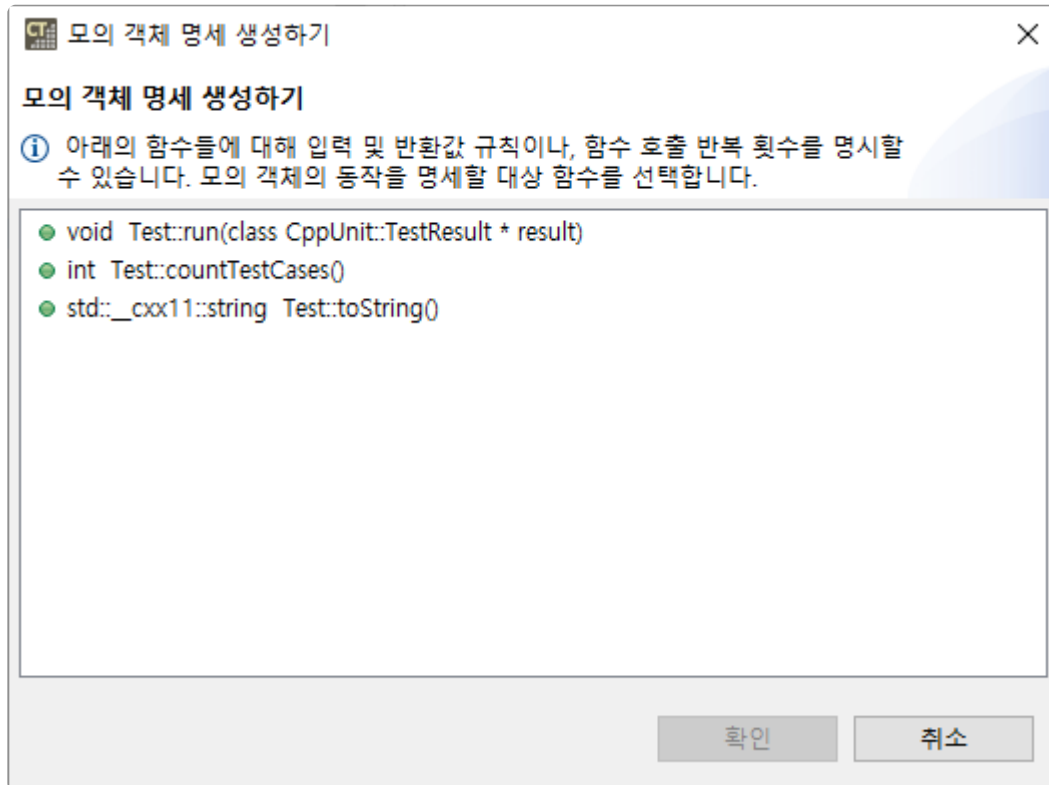 CT 모의 객체 명세 생성하기
모의 객체 명세 생성하기
아래의 함수들에 대해 입력 및 반환값 규칙이나, 함수 호출 반복 횟수를 명시할
수 있습니다. 모의 객체의 동작을 명세할 대상 함수를 선택합니다.
void Test::run(class CppUnit::TestResult * result)
int Test::countTestCases()
std::__cxx11::string Test::toString()
확인 취소